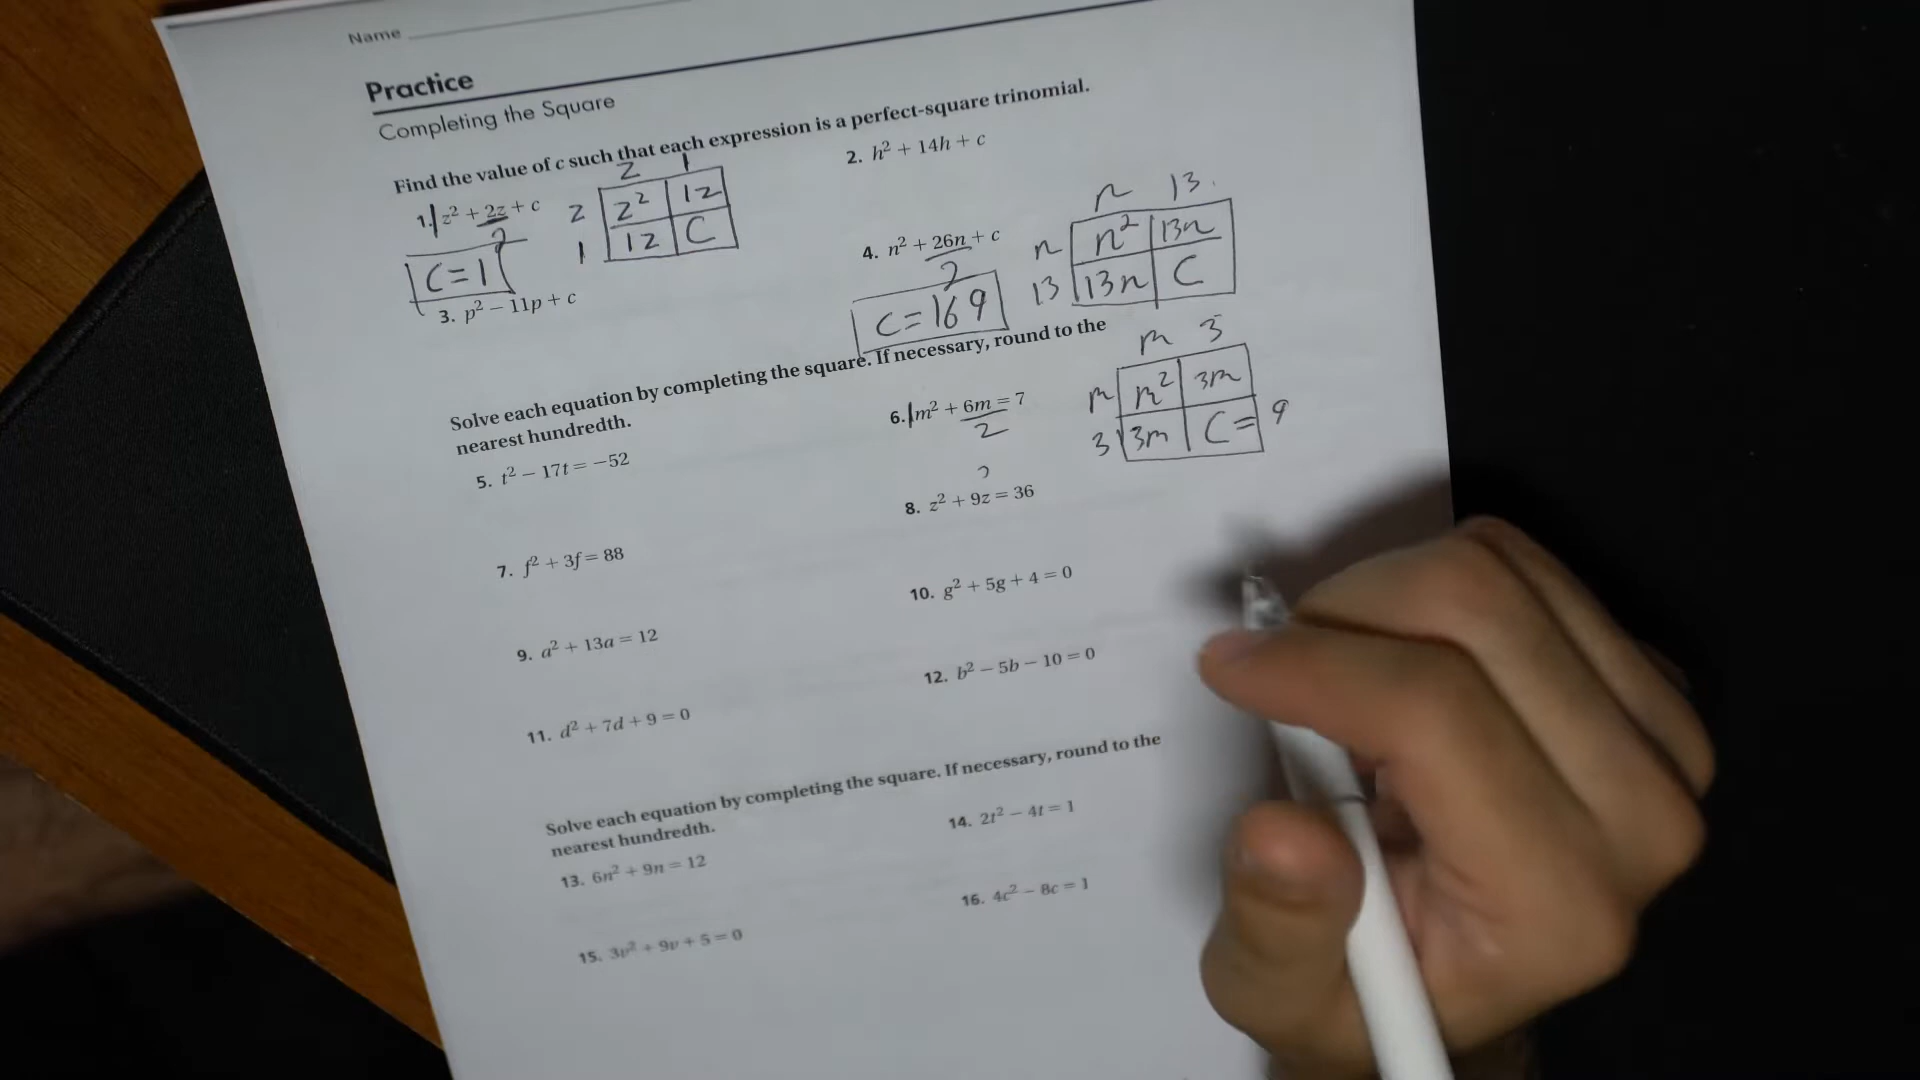 Name
Practice
Completing the Square
Find the value of c such that each expression is a perfect-square trinomial.
1. z² + 2z + c
2
C = 1
z 1
z z² 1z
1 1z C
2. h² + 14h + c
3. p² − 11p + c
4. n² + 26n + c
2
C = 169
n 13
n n² 13n
13 13n C
Solve each equation by completing the square. If necessary, round to the
nearest hundredth.
5. t² − 17t = −52
6. m² + 6m = 7
2
m 3
m m² 3m
3 3m C = 9
7. f² + 3f = 88
8. z² + 9z = 36
9. a² + 13a = 12
10. g² + 5g + 4 = 0
11. d² + 7d + 9 = 0
12. b² − 5b − 10 = 0
Solve each equation by completing the square. If necessary, round to the
nearest hundredth.
13. 6n² + 9n = 12
14. 2t² − 4t = 1
15. 3v² + 9v + 5 = 0
16. 4c² − 8c = 1